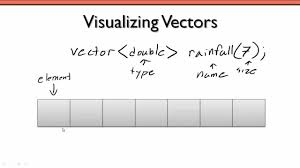 Visualizing Vectors
vector<double> rainfall(7);
element
type
name
size